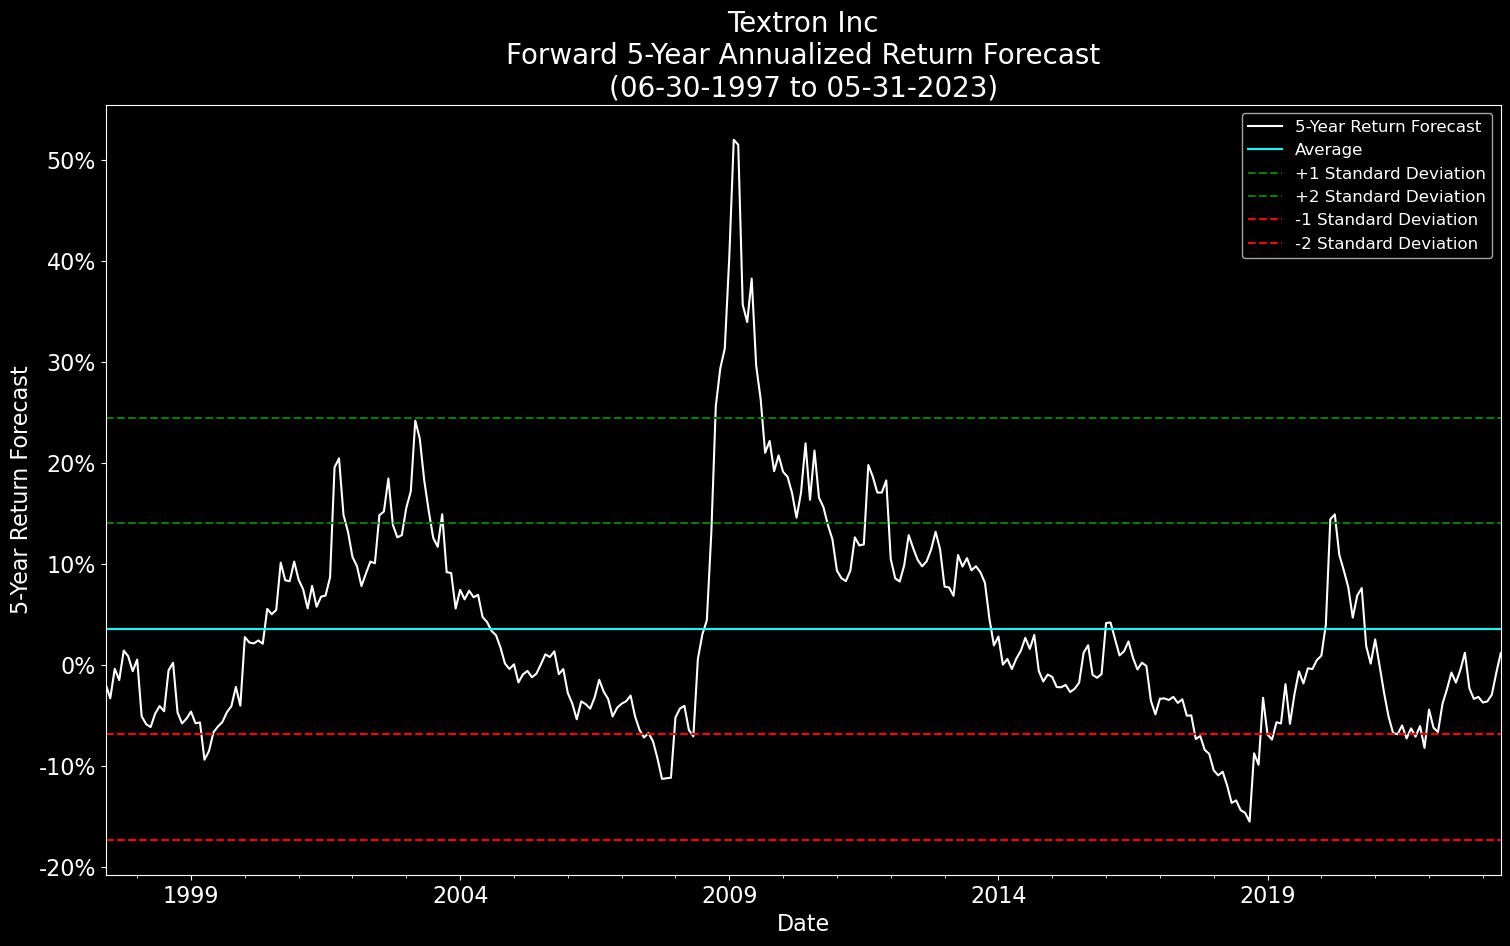 Textron Inc
Forward 5-Year Annualized Return Forecast
(06-30-1997 to 05-31-2023)
5-Year Return Forecast
Average
+1 Standard Deviation
+2 Standard Deviation
-1 Standard Deviation
-2 Standard Deviation
50%
40%
30%
20%
10%
0%
-10%
-20%
5-Year Return Forecast
1999
2004
2009
2014
2019
Date